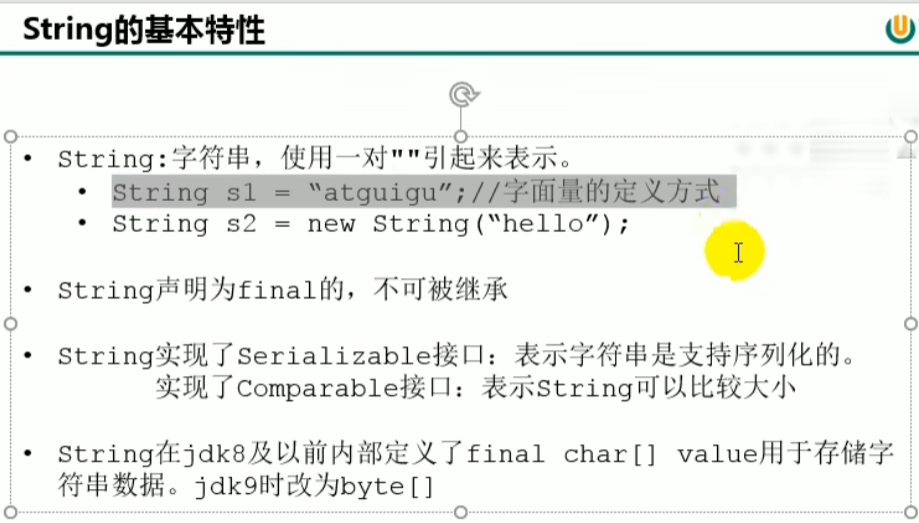 String的基本特性
• String:字符串，使用一对""引起来表示。
• String s1 = “atguigu”;//字面量的定义方式
• String s2 = new String(“hello”);
• String声明为final的，不可被继承
• String实现了Serializable接口：表示字符串是支持序列化的。
实现了Comparable接口：表示String可以比较大小
• String在jdk8及以前内部定义了final char[] value用于存储字
符串数据。jdk9时改为byte[]